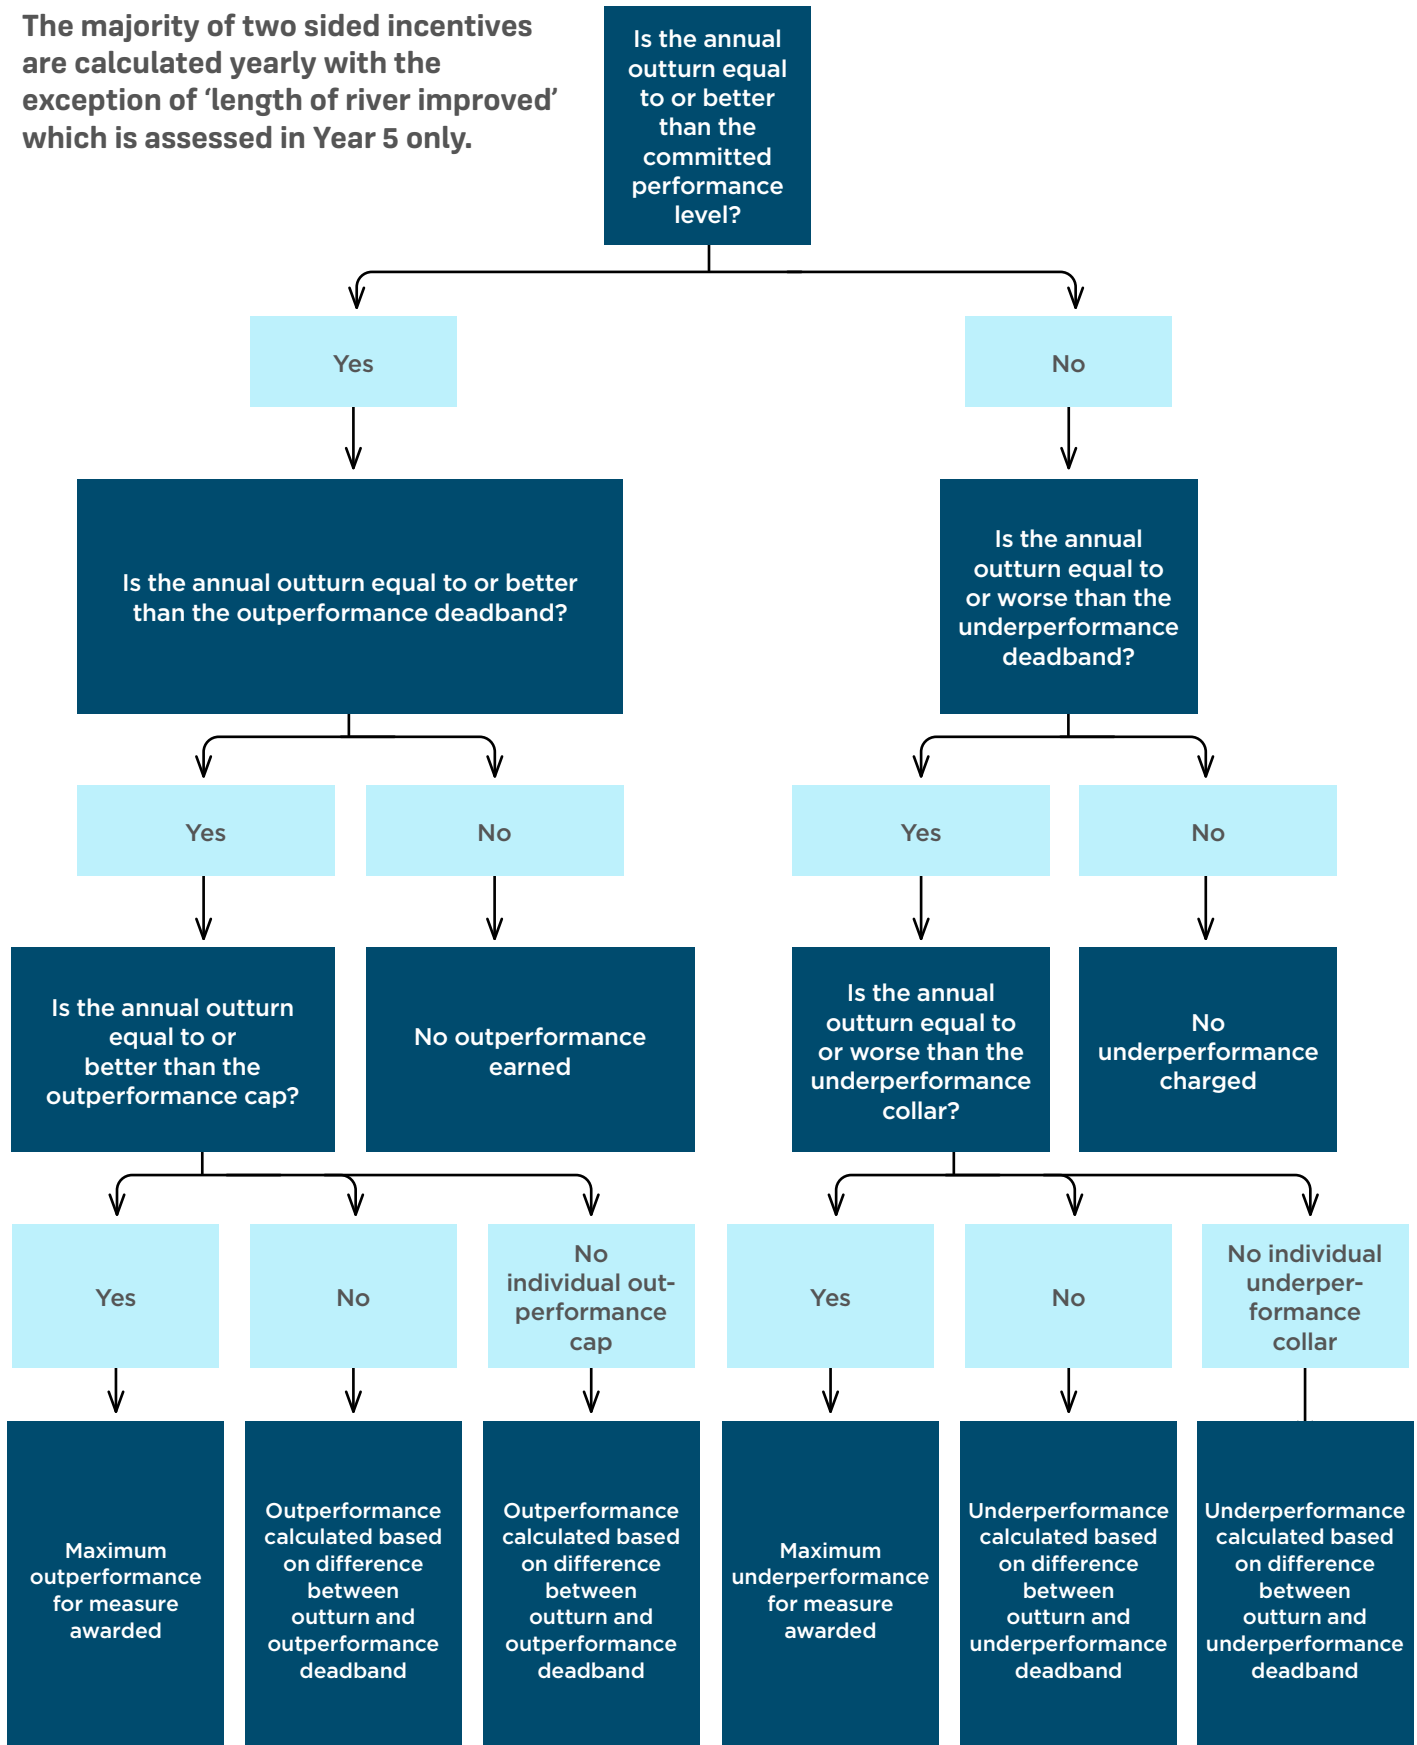 The majority of two sided incentives
are calculated yearly with the
exception of ‘length of river improved’
which is assessed in Year 5 only.
Is the annual
outturn equal
to or better
than the
committed
performance
level?
Yes
No
Is the annual outturn equal to or better
than the outperformance deadband?
Is the annual
outturn equal to
or worse than the
underperformance
deadband?
Yes
No
Yes
No
Is the annual outturn
equal to or
better than the
outperformance cap?
No outperformance
earned
Is the annual
outturn equal to
or worse than the
underperformance
collar?
No
underperformance
charged
Yes
No
No
individual out-
performance
cap
Yes
No
No individual
underper-
formance
collar
Maximum
outperformance
for measure
awarded
Outperformance
calculated based
on difference
between
outturn and
outperformance
deadband
Outperformance
calculated based
on difference
between
outturn and
outperformance
deadband
Maximum
underperformance
for measure
awarded
Underperformance
calculated based
on difference
between
outturn and
underperformance
deadband
Underperformance
calculated based
on difference
between
outturn and
underperformance
deadband